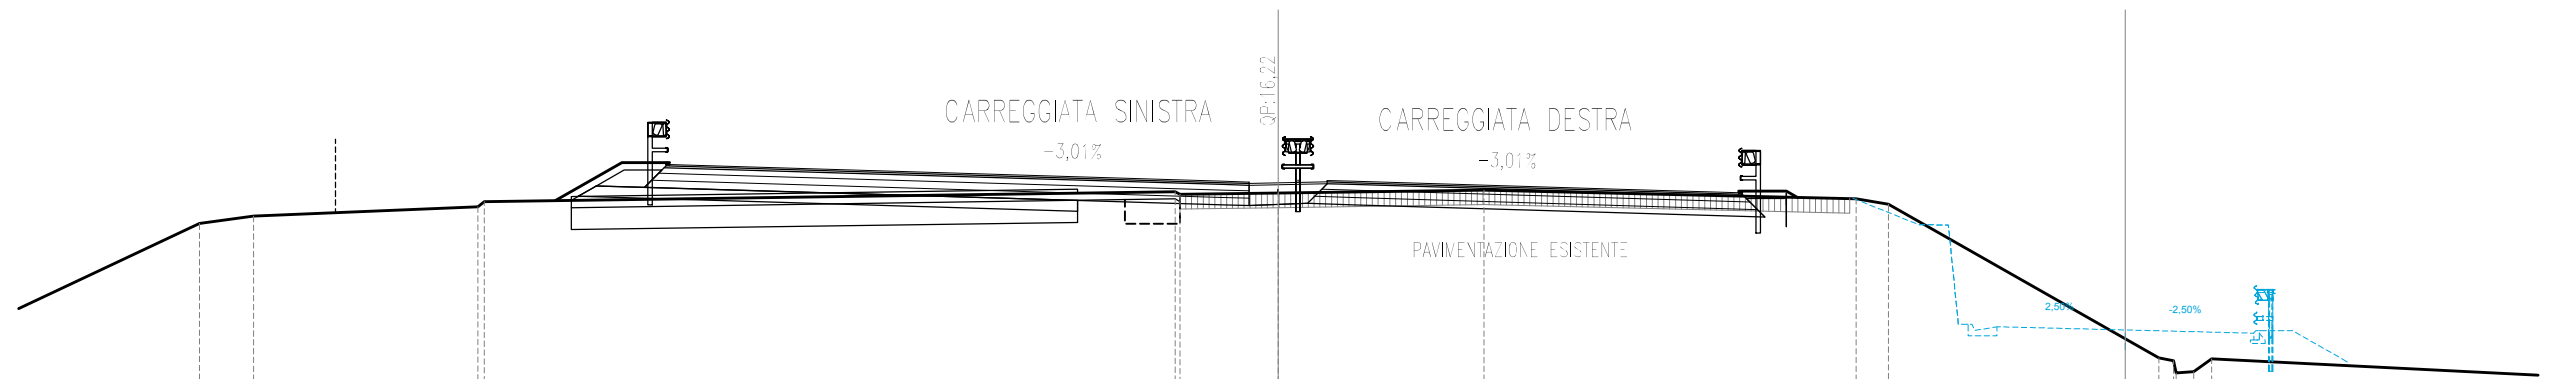 QP:16.22
CARREGGIATA SINISTRA
-3,01%
CARREGGIATA DESTRA
-3,01%
PAVIMENTAZIONE ESISTENTE
2,50%
-2,50%